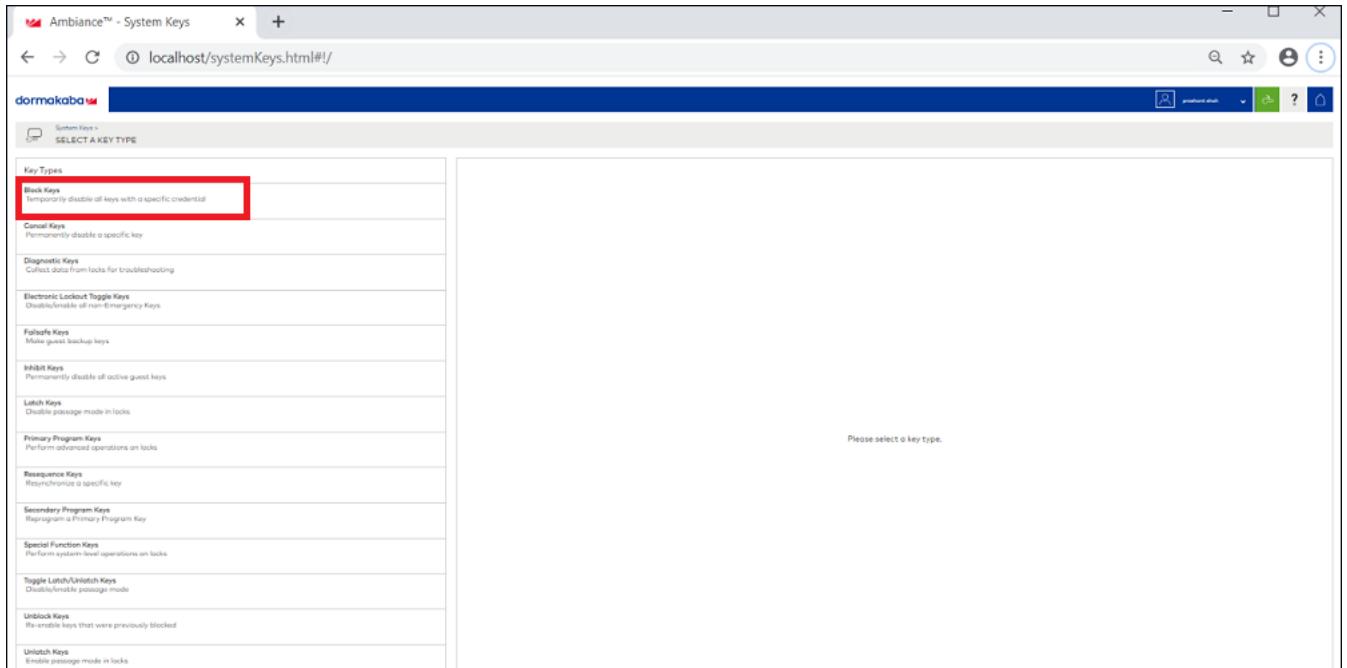 Ambiance™ - System Keys
localhost/systemKeys.html#!/
dormakaba
prashant shah
?
System Keys >
SELECT A KEY TYPE
Key Types
Block Keys
Temporarily disable all keys with a specific credential
Cancel Keys
Permanently disable a specific key
Diagnostic Keys
Collect data from locks for troubleshooting
Electronic Lockout Toggle Keys
Disable/enable all non-Emergency Keys
Failsafe Keys
Make guest backup keys
Inhibit Keys
Permanently disable all active guest keys
Latch Keys
Disable passage mode in locks
Primary Program Keys
Perform advanced operations on locks
Resequence Keys
Resynchronize a specific key
Secondary Program Keys
Reprogram a Primary Program Key
Special Function Keys
Perform system-level operations on locks
Toggle Latch/Unlatch Keys
Disable/enable passage mode
Unblock Keys
Re-enable keys that were previously blocked
Unlatch Keys
Enable passage mode in locks
Please select a key type.